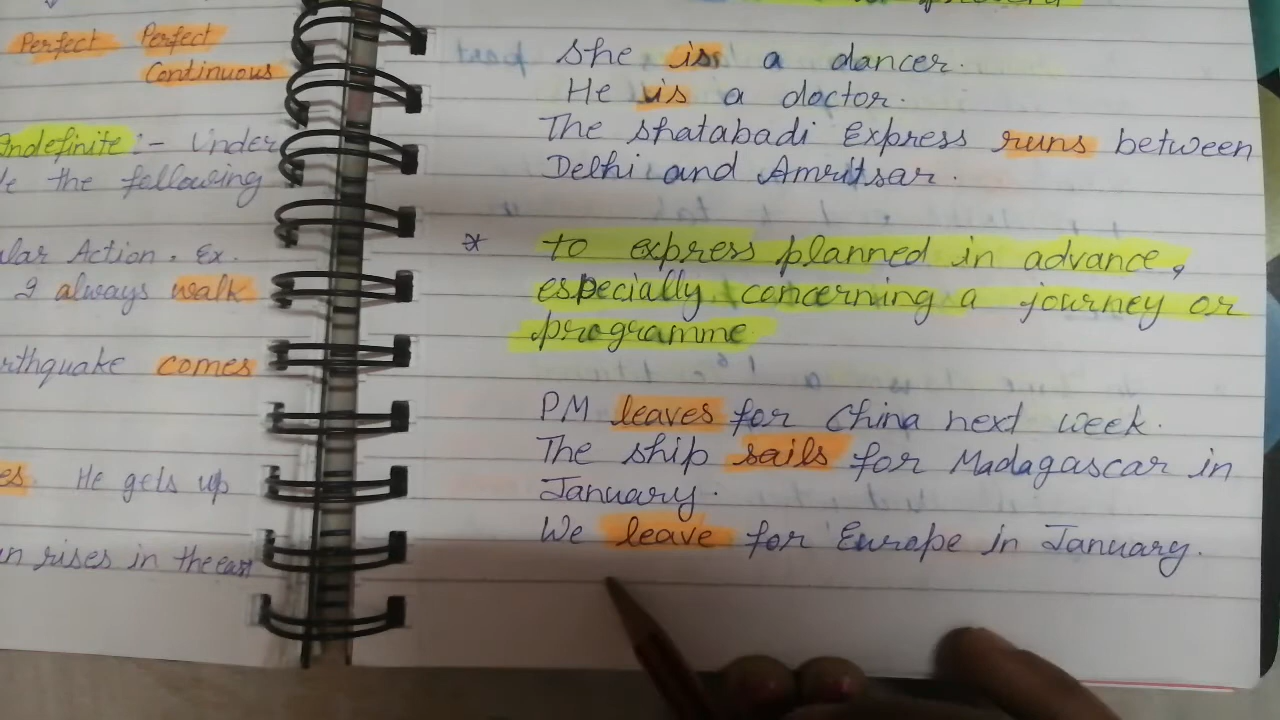 Perfect Perfect
Continuous
Indefinite :- Under
the following
Action. Ex.
I always walk
comes
He gets up
rises in the east
She is a dancer.
He is a doctor.
The Shatabadi Express runs between
Delhi and Amritsar.
* to express planned in advance,
especially concerning a journey or
programme
PM leaves for China next week.
The ship sails for Madagascar in
January.
We leave for Europe in January.